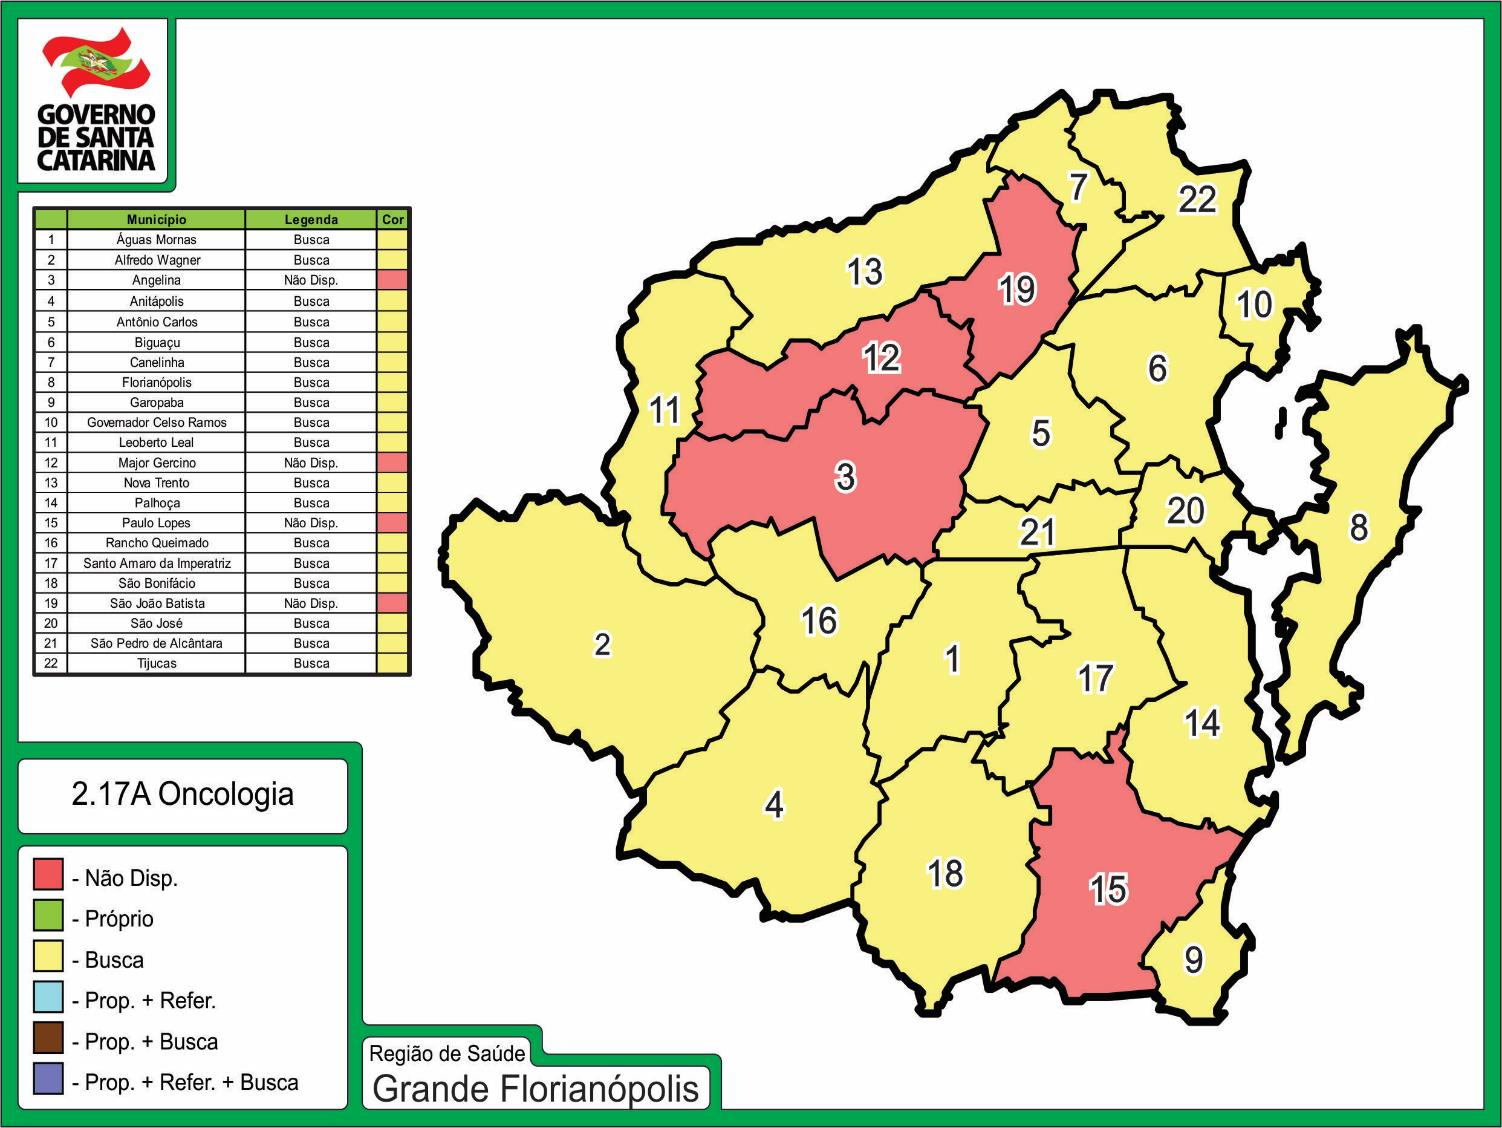 GOVERNO
DE SANTA
CATARINA
Município Legenda Cor
1 Águas Mornas Busca
2 Alfredo Wagner Busca
3 Angelina Não Disp.
4 Anitápolis Busca
5 Antônio Carlos Busca
6 Biguaçu Busca
7 Canelinha Busca
8 Florianópolis Busca
9 Garopaba Busca
10 Governador Celso Ramos Busca
11 Leoberto Leal Busca
12 Major Gercino Não Disp.
13 Nova Trento Busca
14 Palhoça Busca
15 Paulo Lopes Não Disp.
16 Rancho Queimado Busca
17 Santo Amaro da Imperatriz Busca
18 São Bonifácio Busca
19 São João Batista Não Disp.
20 São José Busca
21 São Pedro de Alcântara Busca
22 Tijucas Busca
7
22
13
19
10
12
6
11
5
3
20
21
8
16
2
1
17
14
4
18
15
9
2.17A Oncologia
- Não Disp.
- Próprio
- Busca
- Prop. + Refer.
- Prop. + Busca
- Prop. + Refer. + Busca
Região de Saúde
Grande Florianópolis